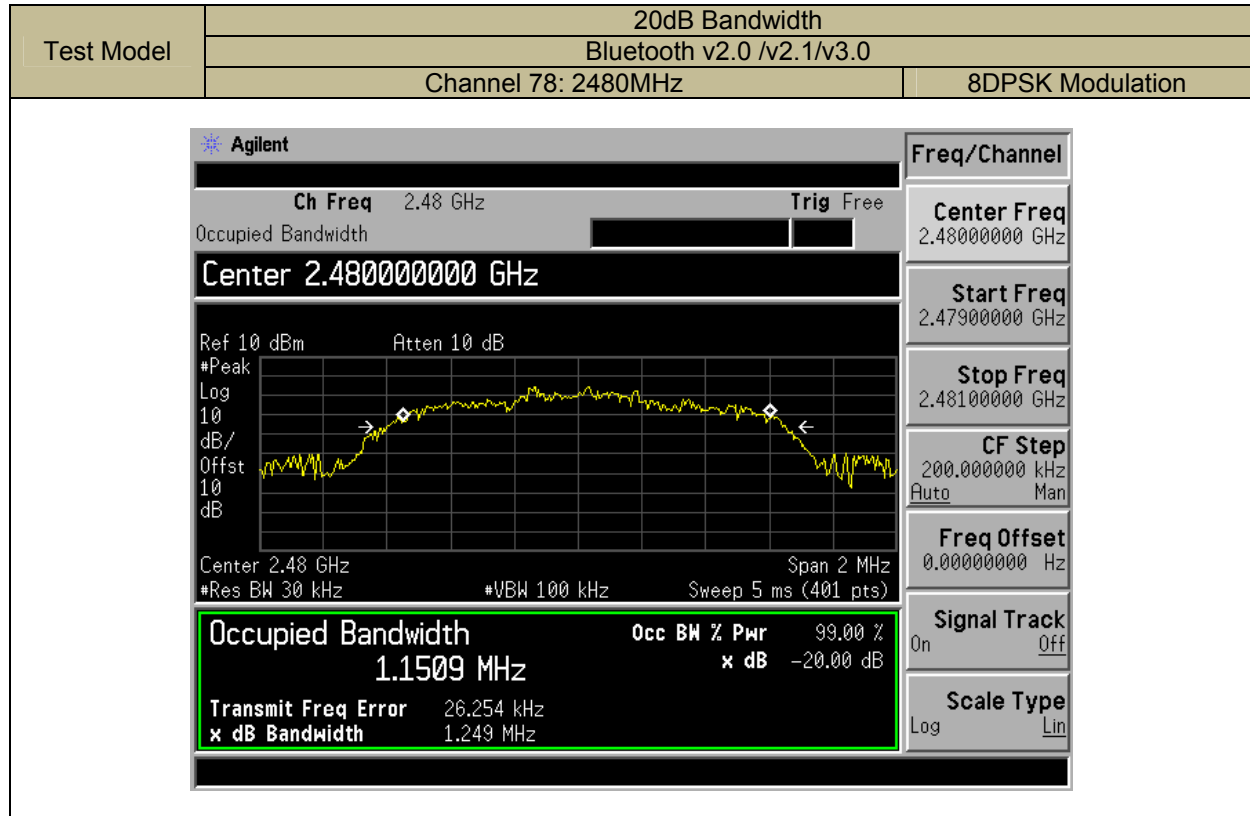 Test Model
20dB Bandwidth
Bluetooth v2.0 /v2.1/v3.0
Channel 78: 2480MHz 8DPSK Modulation
Agilent
Freq/Channel
Ch Freq 2.48 GHz Trig Free
Occupied Bandwidth
Center 2.480000000 GHz
Ref 10 dBm Atten 10 dB
#Peak
Log
10
dB/
Offst
10
dB
Center 2.48 GHz Span 2 MHz
#Res BW 30 kHz #VBW 100 kHz Sweep 5 ms (401 pts)
Occupied Bandwidth Occ BW % Pwr 99.00 %
1.1509 MHz x dB -20.00 dB
Transmit Freq Error 26.254 kHz
x dB Bandwidth 1.249 MHz
Center Freq
2.48000000 GHz
Start Freq
2.47900000 GHz
Stop Freq
2.48100000 GHz
CF Step
200.000000 kHz
Auto Man
Freq Offset
0.00000000 Hz
Signal Track
On Off
Scale Type
Log Lin